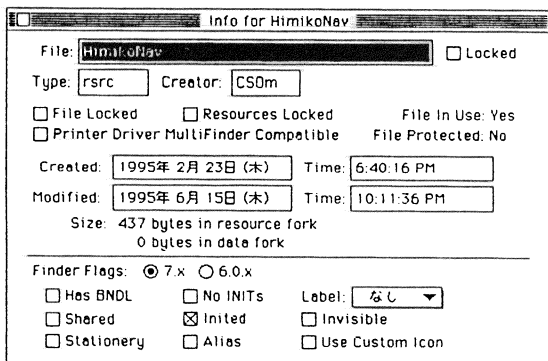 Info for HimikoNav
File: HimikoNav Locked
Type: rsrc Creator: CSOm
File Locked Resources Locked File In Use: Yes
Printer Driver MultiFinder Compatible File Protected: No
Created: 1995年 2月 23日 (木) Time: 6:40:16 PM
Modified: 1995年 6月 15日 (木) Time: 10:11:36 PM
Size: 437 bytes in resource fork
0 bytes in data fork
Finder Flags: 7.x 6.0.x
Has BNDL No INITs Label: なし
Shared Inited Invisible
Stationery Alias Use Custom Icon